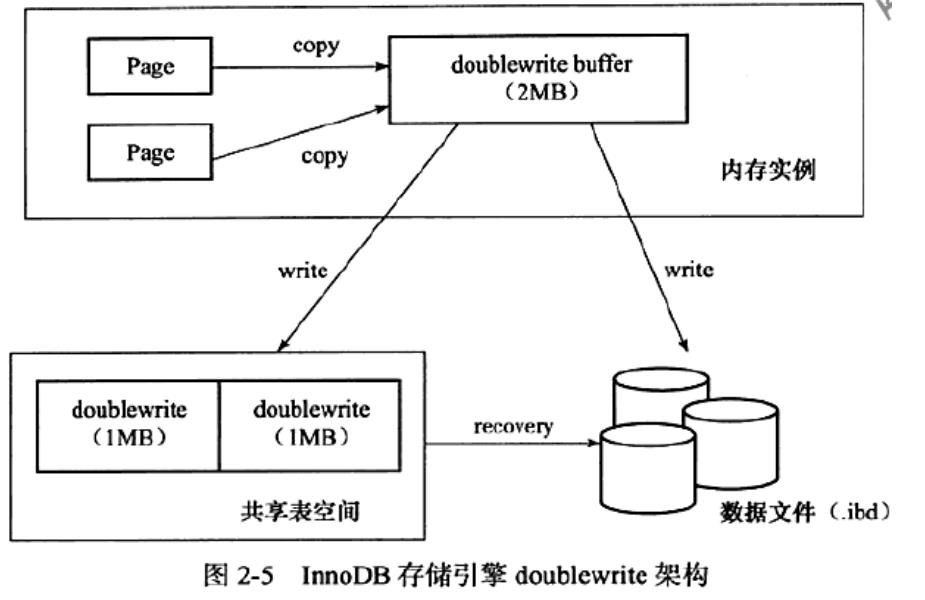 Page
copy
doublewrite buffer
（2MB）
Page
copy
内存实例
write
write
doublewrite
（1MB）
doublewrite
（1MB）
recovery
共享表空间
数据文件（.ibd）
图 2-5 InnoDB 存储引擎 doublewrite 架构